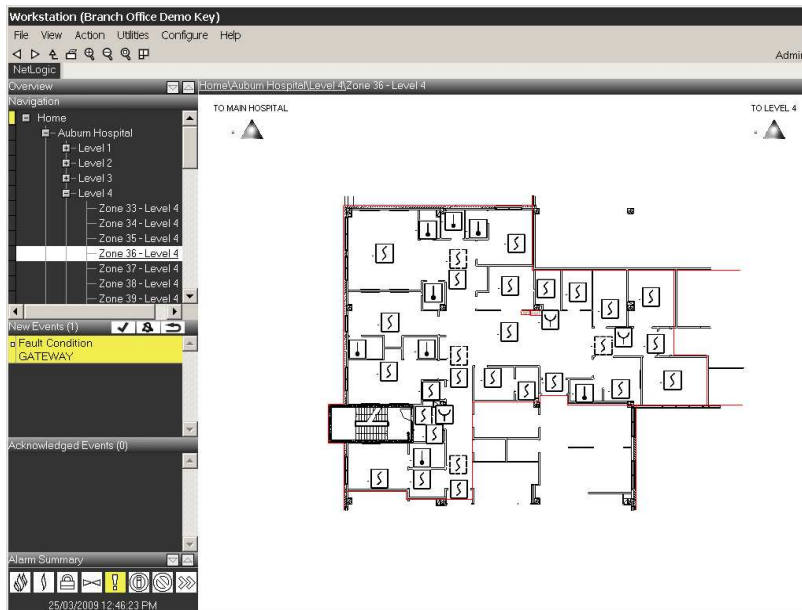 Workstation (Branch Office Demo Key)
File View Action Utilities Configure Help
Admin
NetLogic
Overview
Home\Auburn Hospital\Level 4\Zone 36 - Level 4
Navigation
Home
Auburn Hospital
Level 1
Level 2
Level 3
Level 4
Zone 33 - Level 4
Zone 34 - Level 4
Zone 35 - Level 4
Zone 36 - Level 4
Zone 37 - Level 4
Zone 38 - Level 4
Zone 39 - Level 4
TO MAIN HOSPITAL
TO LEVEL 4
New Events (1)
Fault Condition
GATEWAY
Acknowledged Events (0)
Alarm Summary
25/03/2009 12:46:23 PM